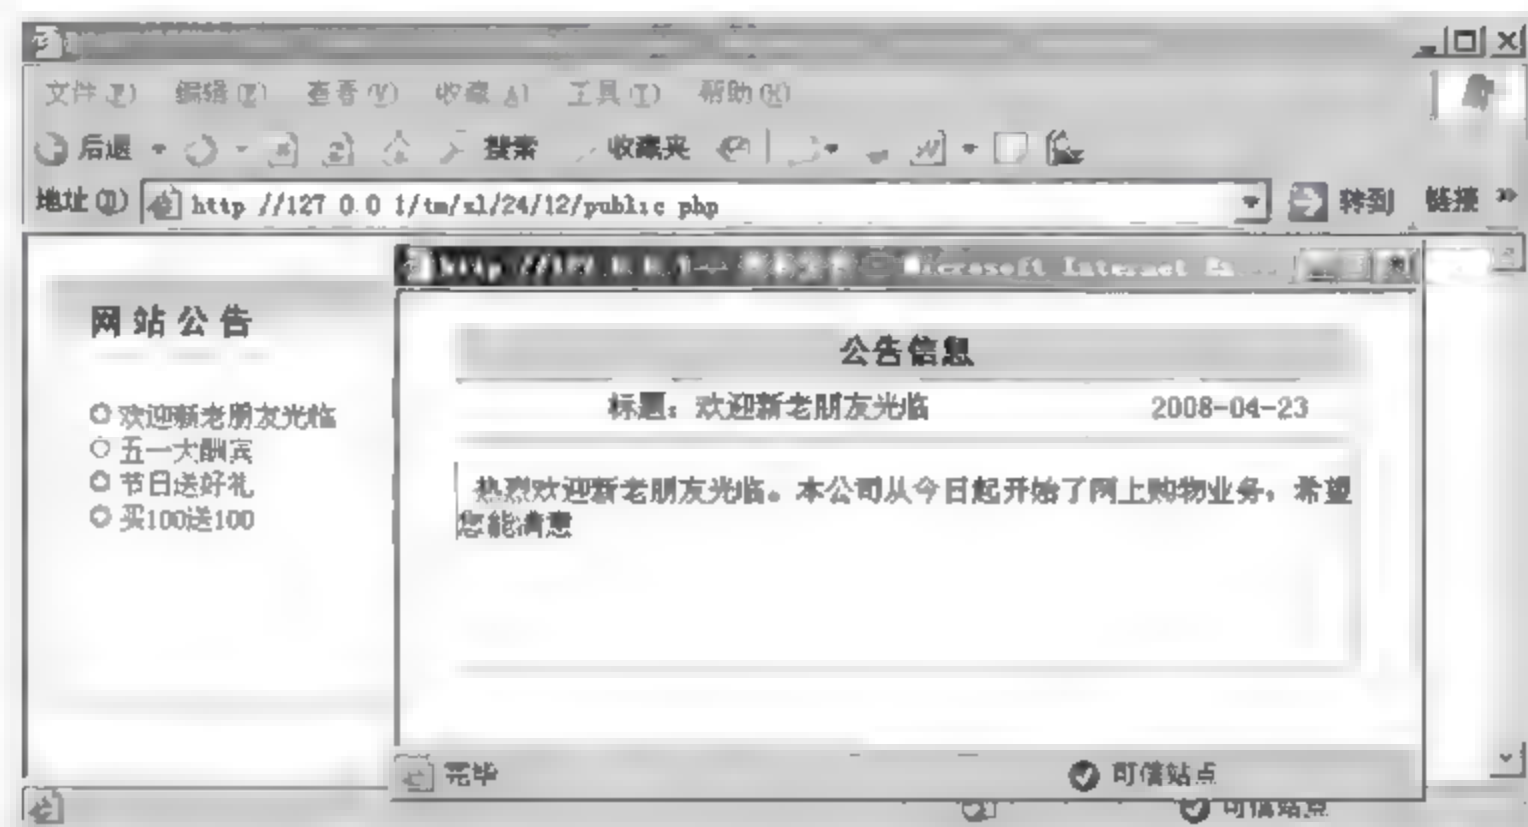 文件(F) 编辑(E) 查看(V) 收藏(A) 工具(T) 帮助(H)
后退 搜索 收藏夹
地址(D) http //127 0 0 1/tm/sl/24/12/public php 转到 链接 »
Microsoft Internet
网站公告
公告信息
标题：欢迎新老朋友光临 2008-04-23
欢迎新老朋友光临
五一大酬宾
节日送好礼
买100送100
热烈欢迎新老朋友光临。本公司从今日起开始了网上购物业务，希望
您能满意
完毕 可信站点
可信站点